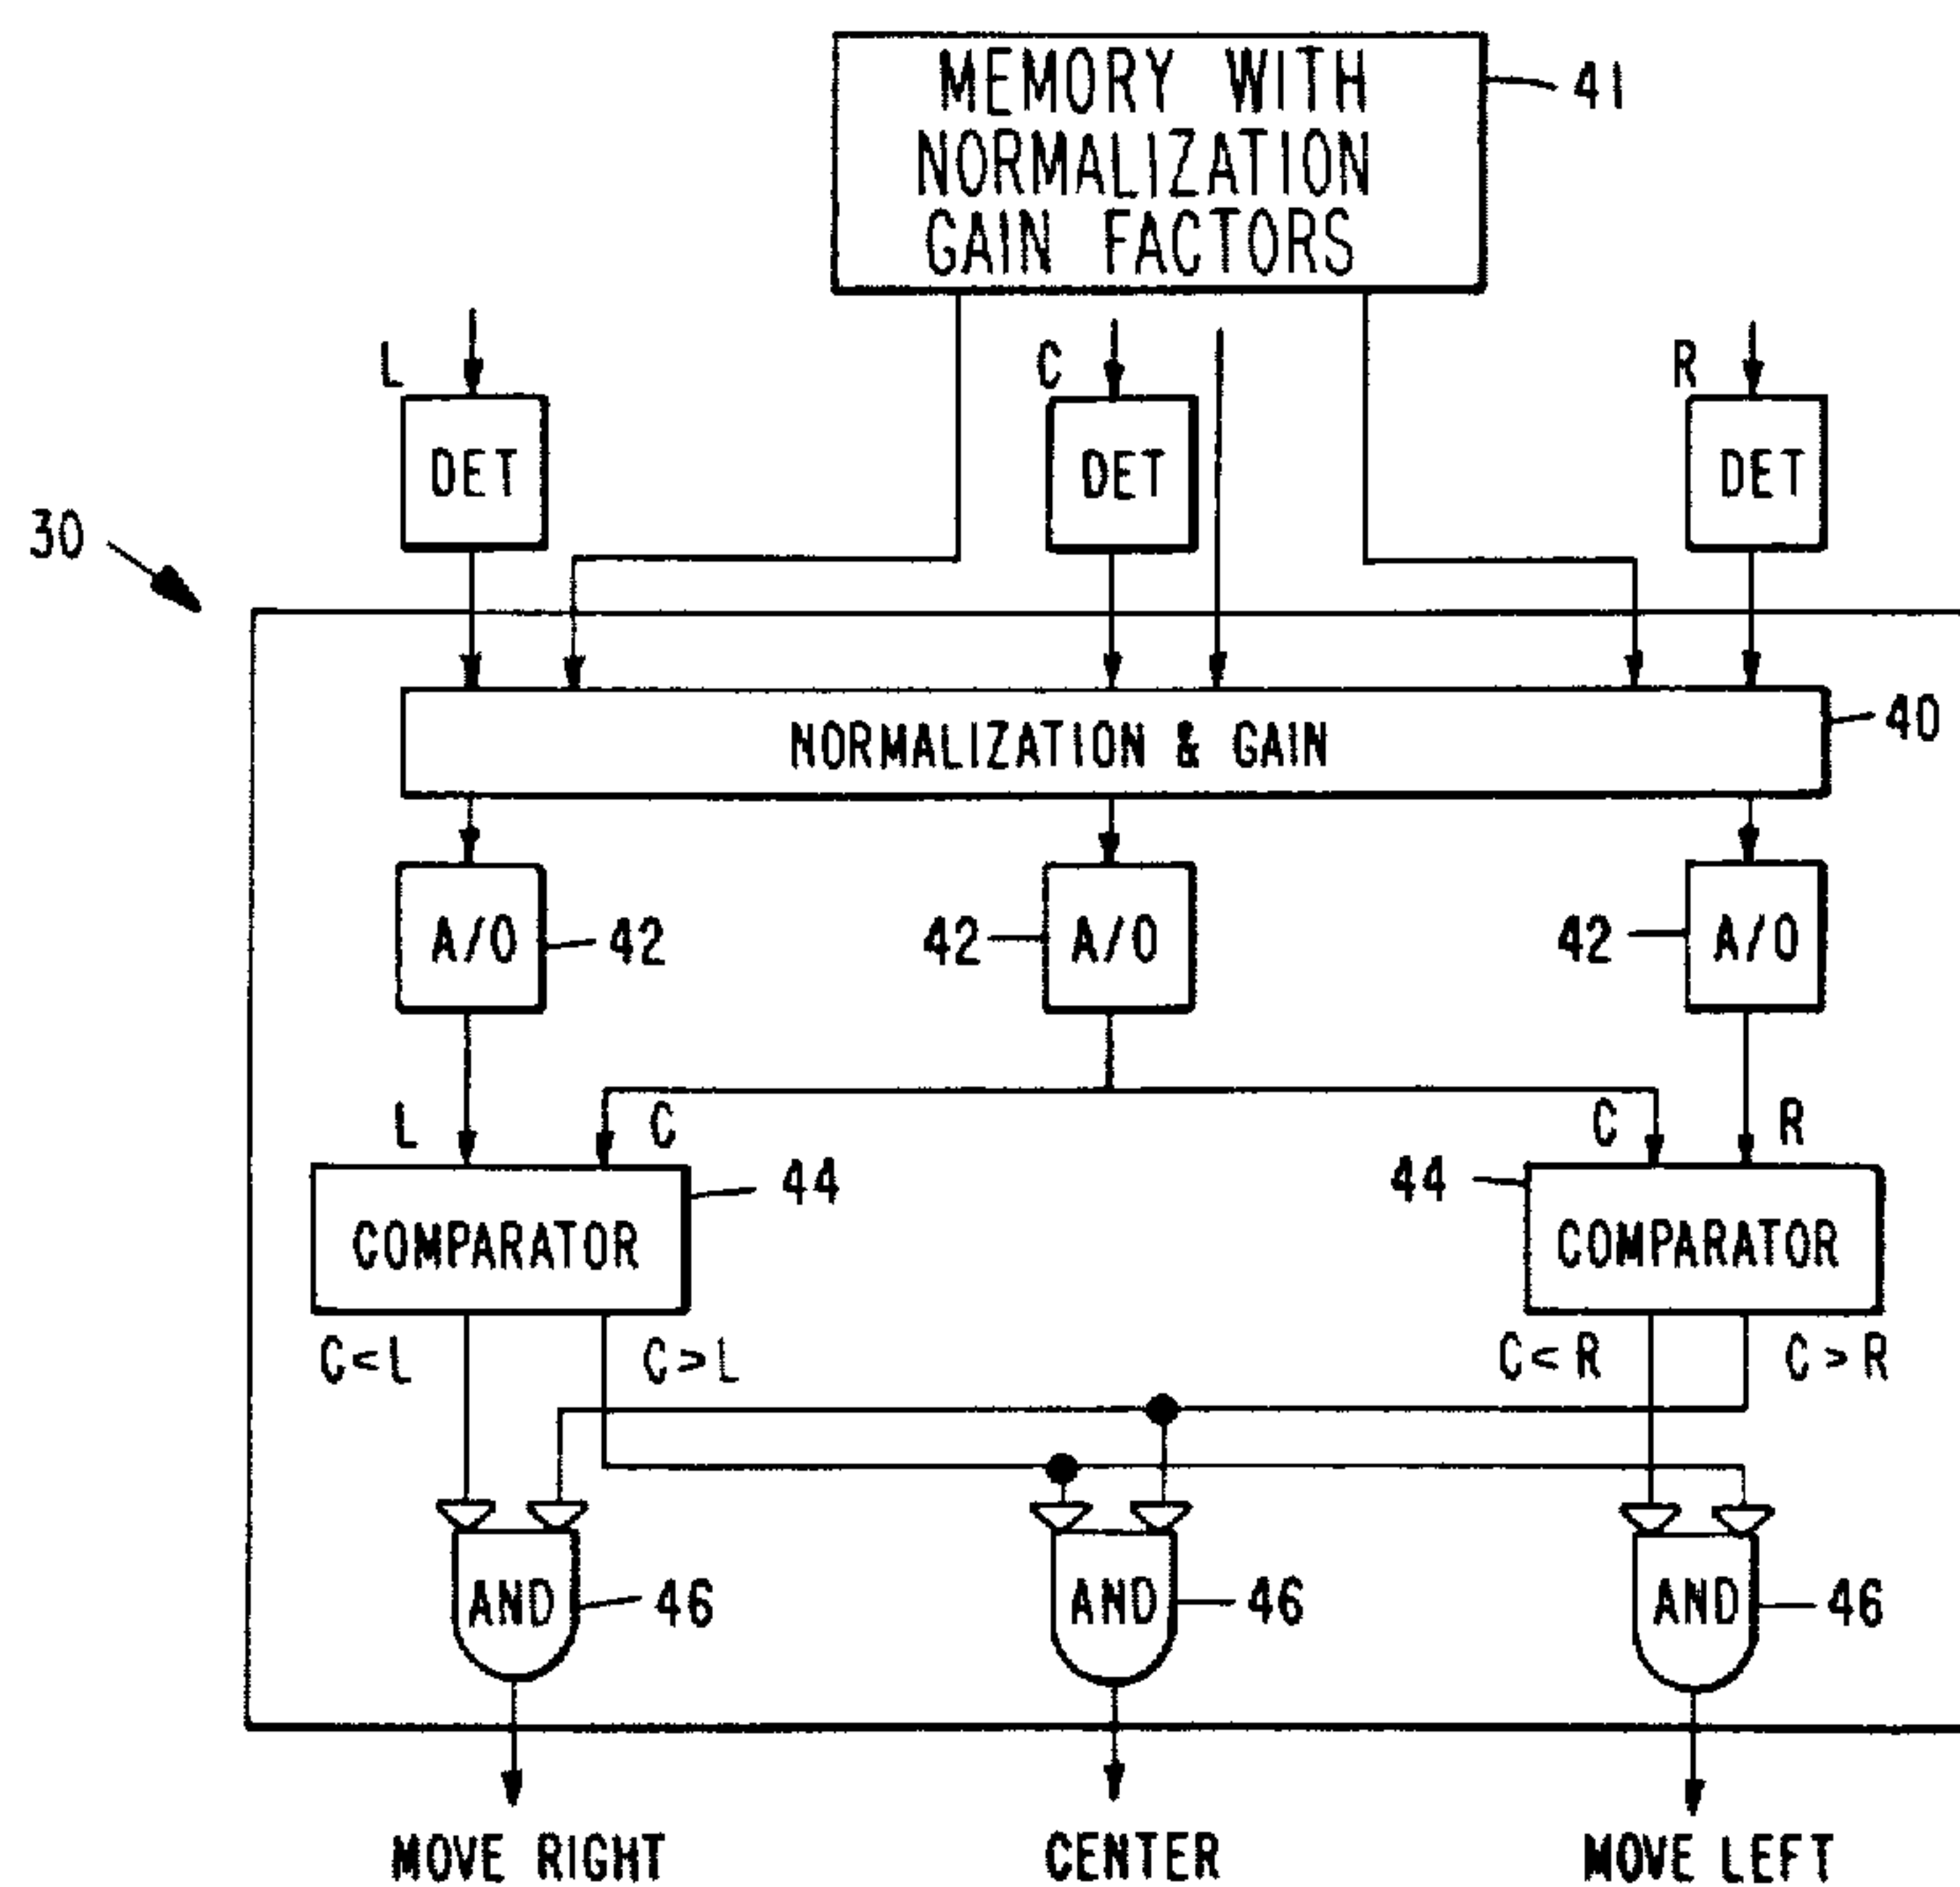 MEMORY WITH
NORMALIZATION
GAIN FACTORS
41
L
C
R
DET
DET
DET
30
NORMALIZATION & GAIN
40
A/O
42
42
A/O
42
A/O
L
C
C
R
44
44
COMPARATOR
COMPARATOR
C<L
C>L
C<R
C>R
AND
46
AND
46
AND
46
MOVE RIGHT
CENTER
MOVE LEFT